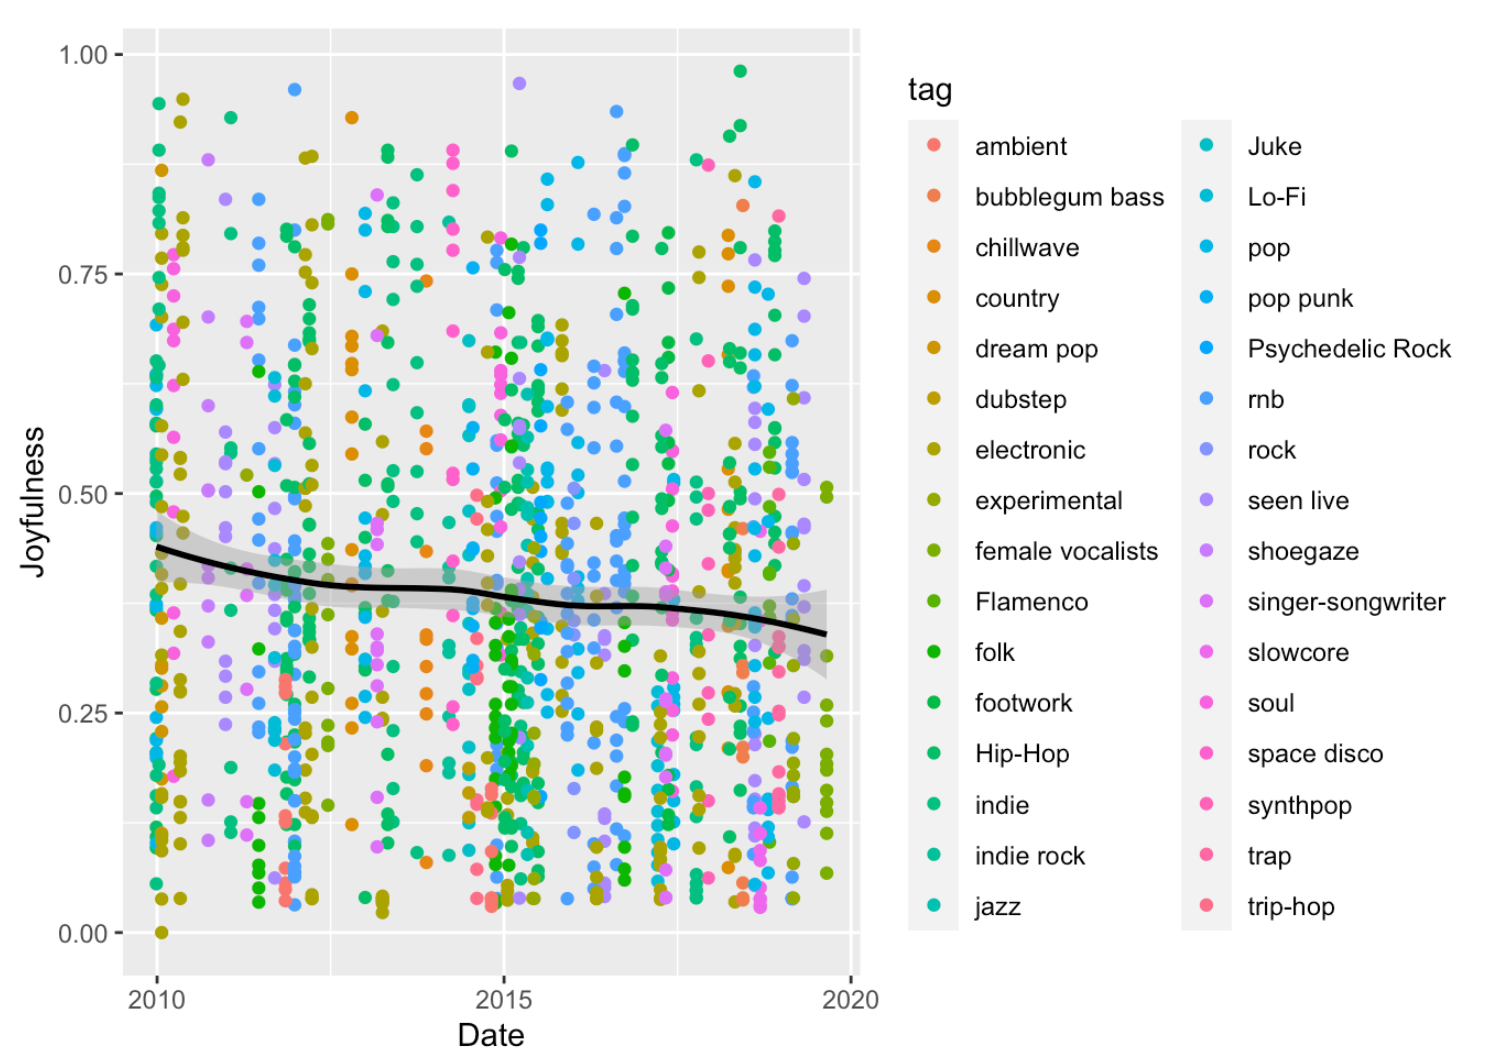 1.00
0.75
0.50
0.25
0.00
Joyfulness
2010
2015
2020
Date
tag
ambient
bubblegum bass
chillwave
country
dream pop
dubstep
electronic
experimental
female vocalists
Flamenco
folk
footwork
Hip-Hop
indie
indie rock
jazz
Juke
Lo-Fi
pop
pop punk
Psychedelic Rock
rnb
rock
seen live
shoegaze
singer-songwriter
slowcore
soul
space disco
synthpop
trap
trip-hop